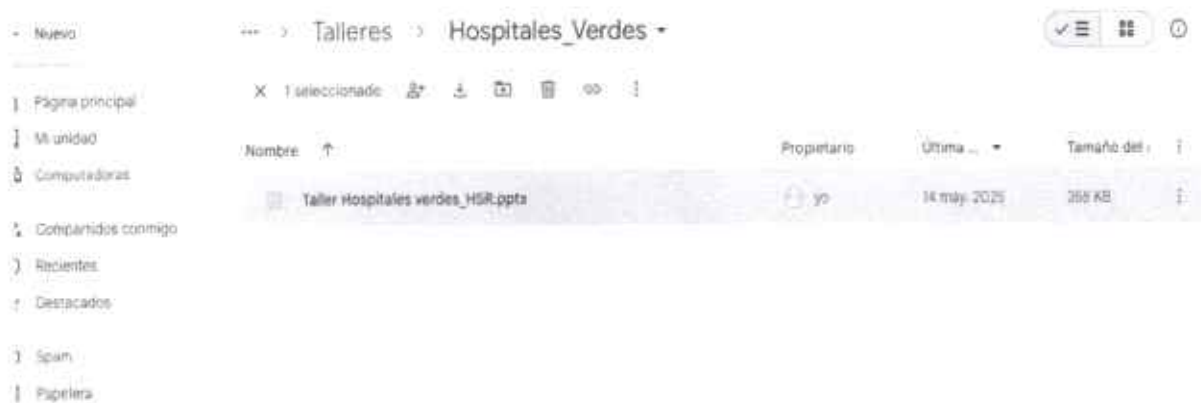 Nuevo
Talleres > Hospitales_Verdes
1 seleccionado
Página principal
Mi unidad
Computadoras
Compartidos conmigo
Recientes
Destacados
Spam
Papelera
Nombre ↑ Propietario Última ... Tamaño del
Taller Hospitales verdes_HSR.pptx yo 14 may. 2025 KB